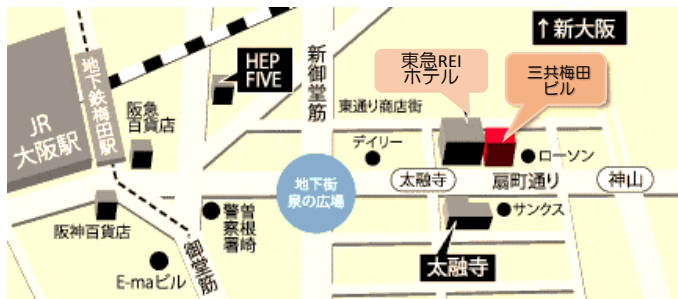 ↑新大阪
HEP
FIVE
新御堂筋
東急REI
ホテル
三共梅田
ビル
地下鉄梅田駅
阪急
百貨店
東通り商店街
JR
大阪駅
デイリー
ローソン
地下街
泉の広場
太融寺
扇町通り
神山
阪神百貨店
曽根崎
警察署
サンクス
御堂筋
E-maビル
太融寺